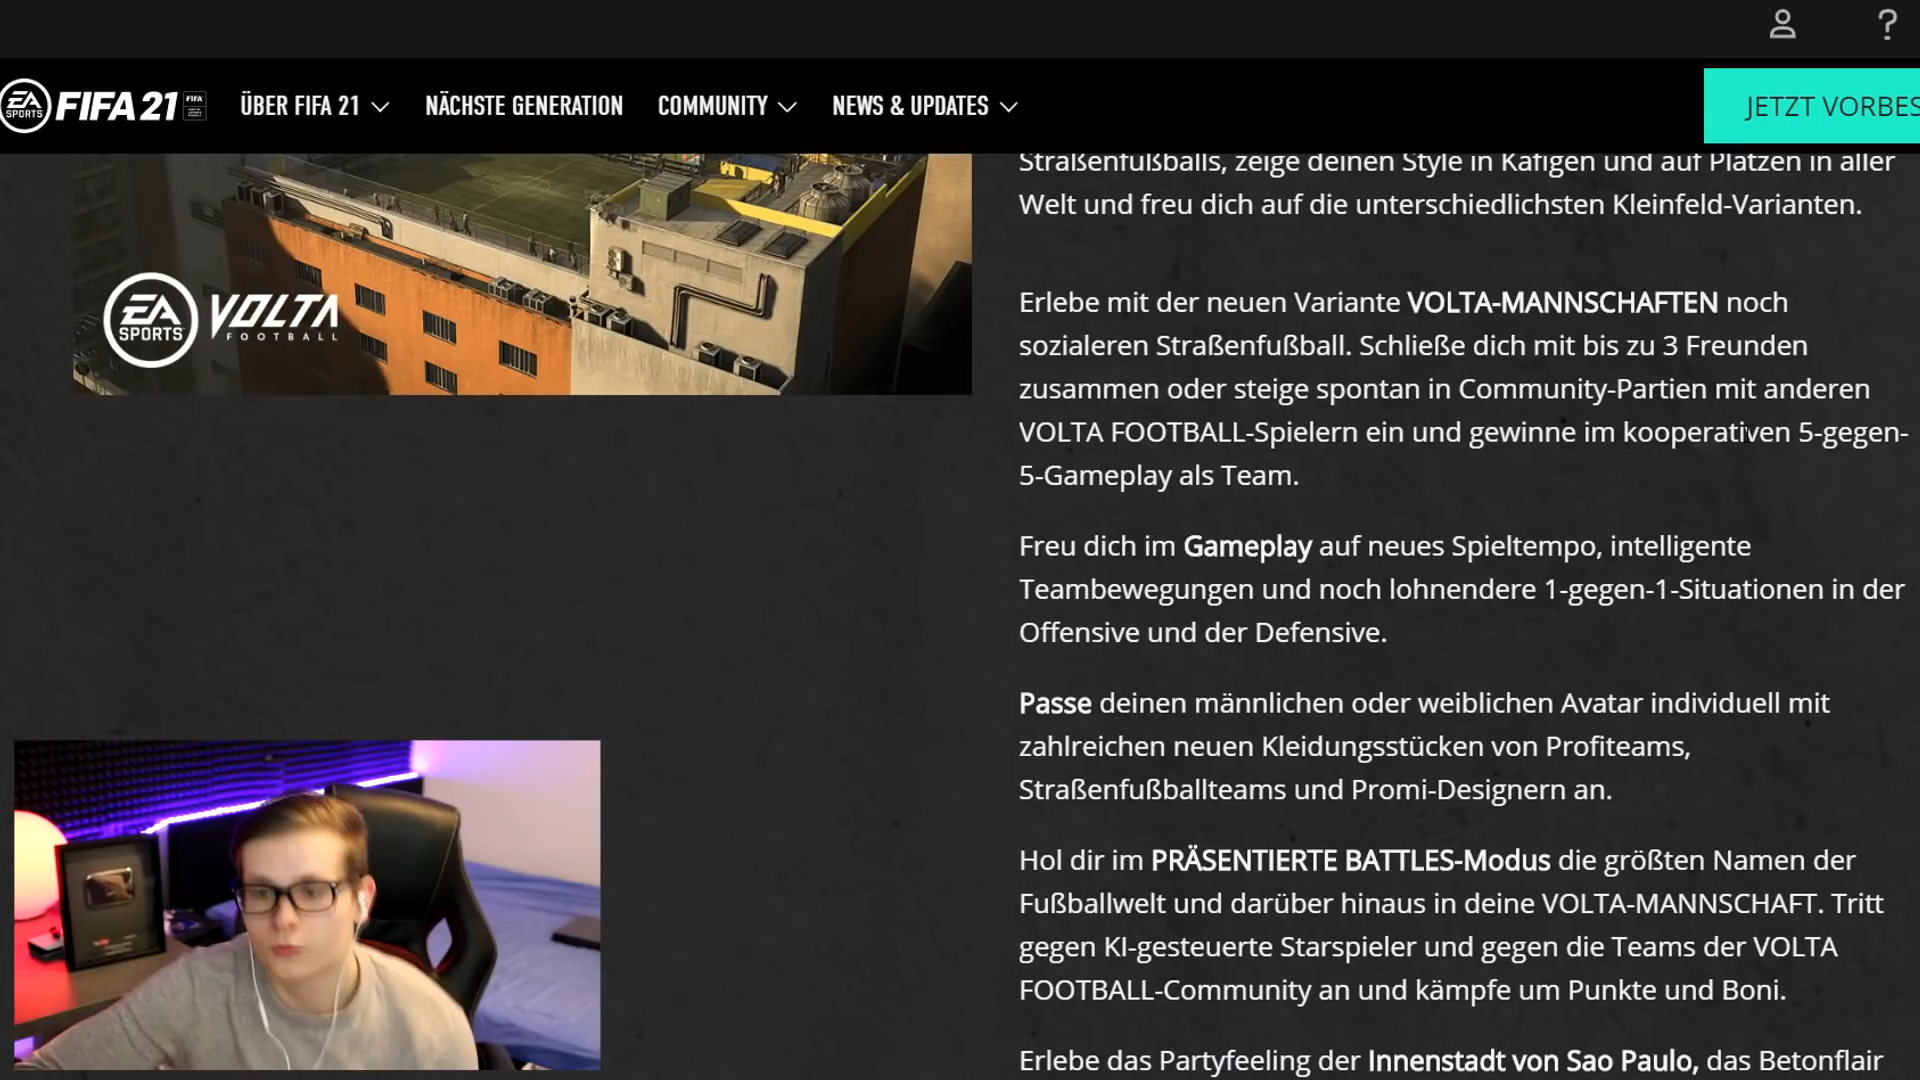 EA SPORTS FIFA 21 FIFA ÜBER FIFA 21 NÄCHSTE GENERATION COMMUNITY NEWS & UPDATES JETZT VORBES
Straßenfußballs, zeige deinen Style in Käfigen und auf Plätzen in aller
Welt und freu dich auf die unterschiedlichsten Kleinfeld-Varianten.
EA SPORTS VOLTA
FOOTBALL
Erlebe mit der neuen Variante VOLTA-MANNSCHAFTEN noch
sozialeren Straßenfußball. Schließe dich mit bis zu 3 Freunden
zusammen oder steige spontan in Community-Partien mit anderen
VOLTA FOOTBALL-Spielern ein und gewinne im kooperativen 5-gegen-
5-Gameplay als Team.
Freu dich im Gameplay auf neues Spieltempo, intelligente
Teambewegungen und noch lohnendere 1-gegen-1-Situationen in der
Offensive und der Defensive.
Passe deinen männlichen oder weiblichen Avatar individuell mit
zahlreichen neuen Kleidungsstücken von Profiteams,
Straßenfußballteams und Promi-Designern an.
Hol dir im PRÄSENTIERTE BATTLES-Modus die größten Namen der
Fußballwelt und darüber hinaus in deine VOLTA-MANNSCHAFT. Tritt
gegen KI-gesteuerte Starspieler und gegen die Teams der VOLTA
FOOTBALL-Community an und kämpfe um Punkte und Boni.
Erlebe das Partyfeeling der Innenstadt von Sao Paulo, das Betonflair